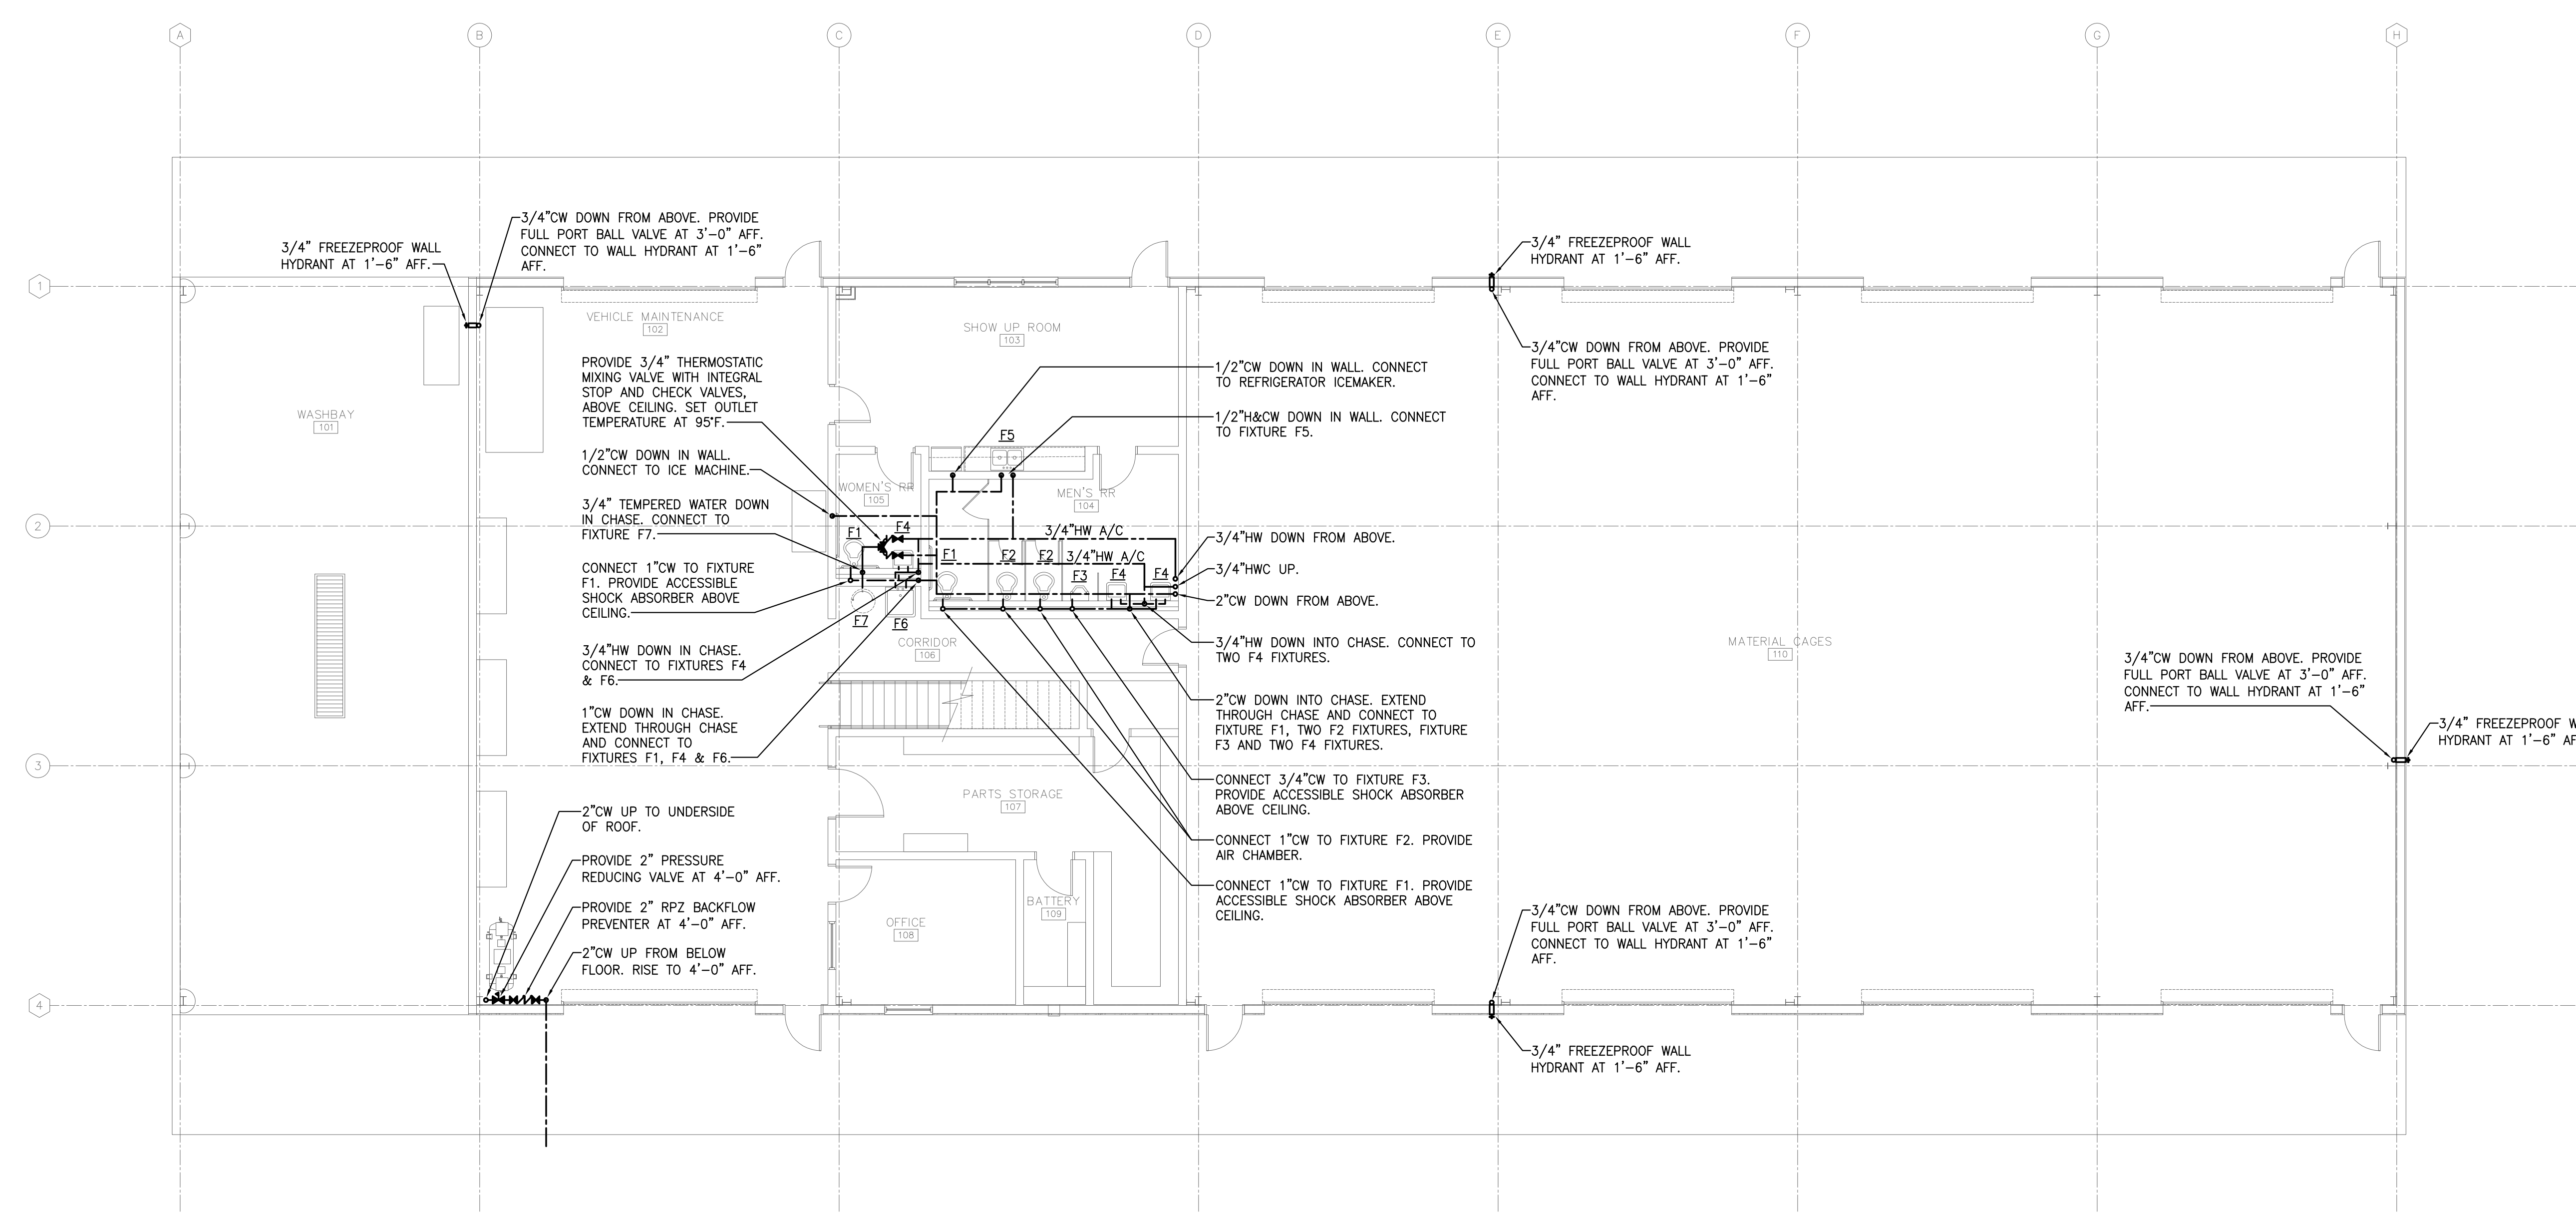 A
B
C
D
E
F
G
H
1
2
3
4
3/4"CW DOWN FROM ABOVE. PROVIDE
FULL PORT BALL VALVE AT 3'-0" AFF.
CONNECT TO WALL HYDRANT AT 1'-6"
AFF.
3/4" FREEZEPROOF WALL
HYDRANT AT 1'-6" AFF.
3/4" FREEZEPROOF WALL
HYDRANT AT 1'-6" AFF.
VEHICLE MAINTENANCE
102
SHOW UP ROOM
103
WASHBAY
101
PROVIDE 3/4" THERMOSTATIC
MIXING VALVE WITH INTEGRAL
STOP AND CHECK VALVES,
ABOVE CEILING. SET OUTLET
TEMPERATURE AT 95°F.
1/2"CW DOWN IN WALL.
CONNECT TO ICE MACHINE.
3/4" TEMPERED WATER DOWN
IN CHASE. CONNECT TO
FIXTURE F7.
CONNECT 1"CW TO FIXTURE
F1. PROVIDE ACCESSIBLE
SHOCK ABSORBER ABOVE
CEILING.
3/4"HW DOWN IN CHASE.
CONNECT TO FIXTURES F4
& F6.
1"CW DOWN IN CHASE.
EXTEND THROUGH CHASE
AND CONNECT TO
FIXTURES F1, F4 & F6.
2"CW UP TO UNDERSIDE
OF ROOF.
PROVIDE 2" PRESSURE
REDUCING VALVE AT 4'-0" AFF.
PROVIDE 2" RPZ BACKFLOW
PREVENTER AT 4'-0" AFF.
2"CW UP FROM BELOW
FLOOR. RISE TO 4'-0" AFF.
F5
WOMEN'S RR
105
MEN'S RR
104
F1
F4
3/4"HW A/C
F1
F2
F2
3/4"HW A/C
F3
F4
F4
F7
F6
CORRIDOR
106
PARTS STORAGE
107
OFFICE
108
BATTERY
109
1/2"CW DOWN IN WALL. CONNECT
TO REFRIGERATOR ICEMAKER.
1/2"H&CW DOWN IN WALL. CONNECT
TO FIXTURE F5.
3/4"HW DOWN FROM ABOVE.
3/4"HWC UP.
2"CW DOWN FROM ABOVE.
3/4"HW DOWN INTO CHASE. CONNECT TO
TWO F4 FIXTURES.
2"CW DOWN INTO CHASE. EXTEND
THROUGH CHASE AND CONNECT TO
FIXTURE F1, TWO F2 FIXTURES, FIXTURE
F3 AND TWO F4 FIXTURES.
CONNECT 3/4"CW TO FIXTURE F3.
PROVIDE ACCESSIBLE SHOCK ABSORBER
ABOVE CEILING.
CONNECT 1"CW TO FIXTURE F2. PROVIDE
AIR CHAMBER.
CONNECT 1"CW TO FIXTURE F1. PROVIDE
ACCESSIBLE SHOCK ABSORBER ABOVE
CEILING.
3/4"CW DOWN FROM ABOVE. PROVIDE
FULL PORT BALL VALVE AT 3'-0" AFF.
CONNECT TO WALL HYDRANT AT 1'-6"
AFF.
MATERIAL CAGES
110
3/4"CW DOWN FROM ABOVE. PROVIDE
FULL PORT BALL VALVE AT 3'-0" AFF.
CONNECT TO WALL HYDRANT AT 1'-6"
AFF.
3/4" FREEZEPROOF
HYDRANT AT 1'-6"
3/4"CW DOWN FROM ABOVE. PROVIDE
FULL PORT BALL VALVE AT 3'-0" AFF.
CONNECT TO WALL HYDRANT AT 1'-6"
AFF.
3/4" FREEZEPROOF WALL
HYDRANT AT 1'-6" AFF.